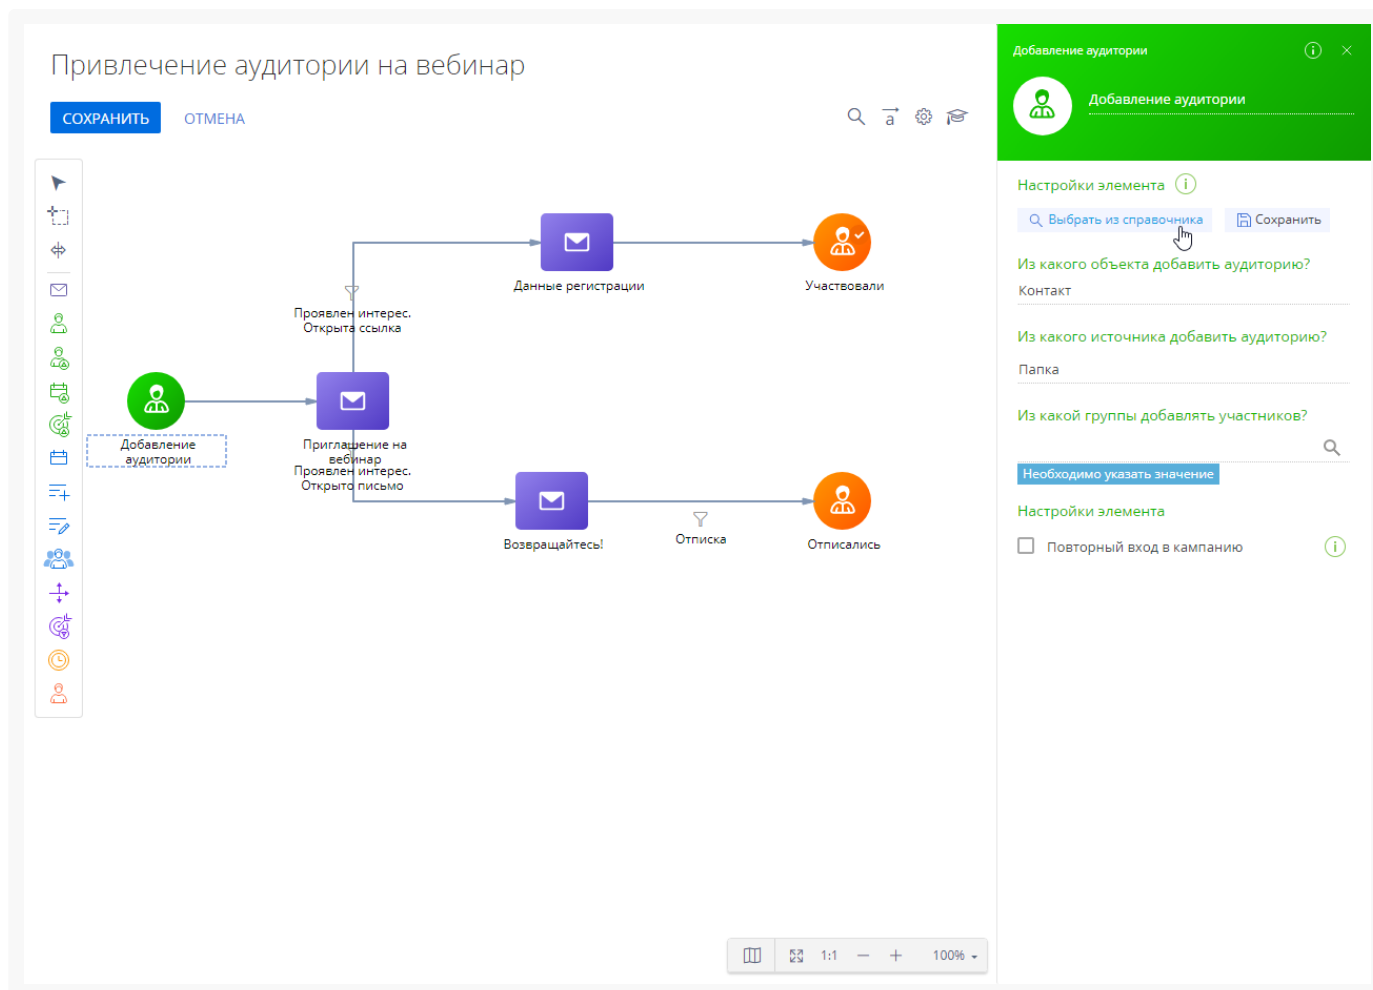 Привлечение аудитории на вебинар
СОХРАНИТЬ
ОТМЕНА
a
Данные регистрации
Участвовали
Проявлен интерес.
Открыта ссылка
Добавление
аудитории
Приглашение на
вебинар
Проявлен интерес.
Открыто письмо
Возвращайтесь!
Отписка
Отписались
1:1
100%
Добавление аудитории
Добавление аудитории
Настройки элемента
Выбрать из справочника
Сохранить
Из какого объекта добавить аудиторию?
Контакт
Из какого источника добавить аудиторию?
Папка
Из какой группы добавлять участников?
Необходимо указать значение
Настройки элемента
Повторный вход в кампанию